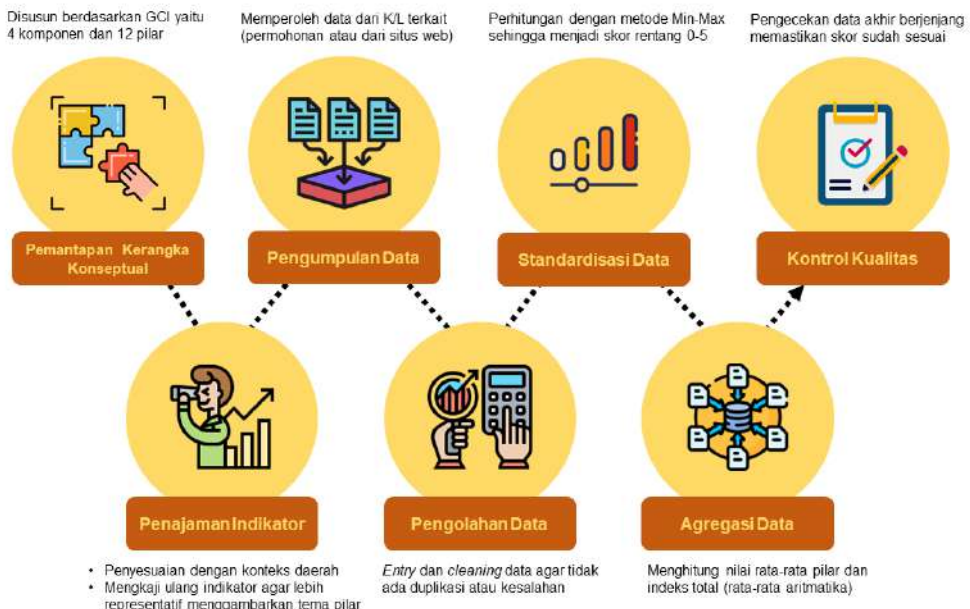 Disusun berdasarkan GCI yaitu
4 komponen dan 12 pilar
Memperoleh data dari K/L terkait
(permohonan atau dari situs web)
Perhitungan dengan metode Min-Max
sehingga menjadi skor rentang 0-5
Pengecekan data akhir berjenjang
memastikan skor sudah sesuai
Pemantapan Kerangka
Konseptual
Pengumpulan Data
Standardisasi Data
Kontrol Kualitas
Penajaman Indikator
Pengolahan Data
Agregasi Data
• Penyesuaian dengan konteks daerah
• Mengkaji ulang indikator agar lebih
representatif menggambarkan tema pilar
Entry dan cleaning data agar tidak
ada duplikasi atau kesalahan
Menghitung nilai rata-rata pilar dan
indeks total (rata-rata aritmatika)